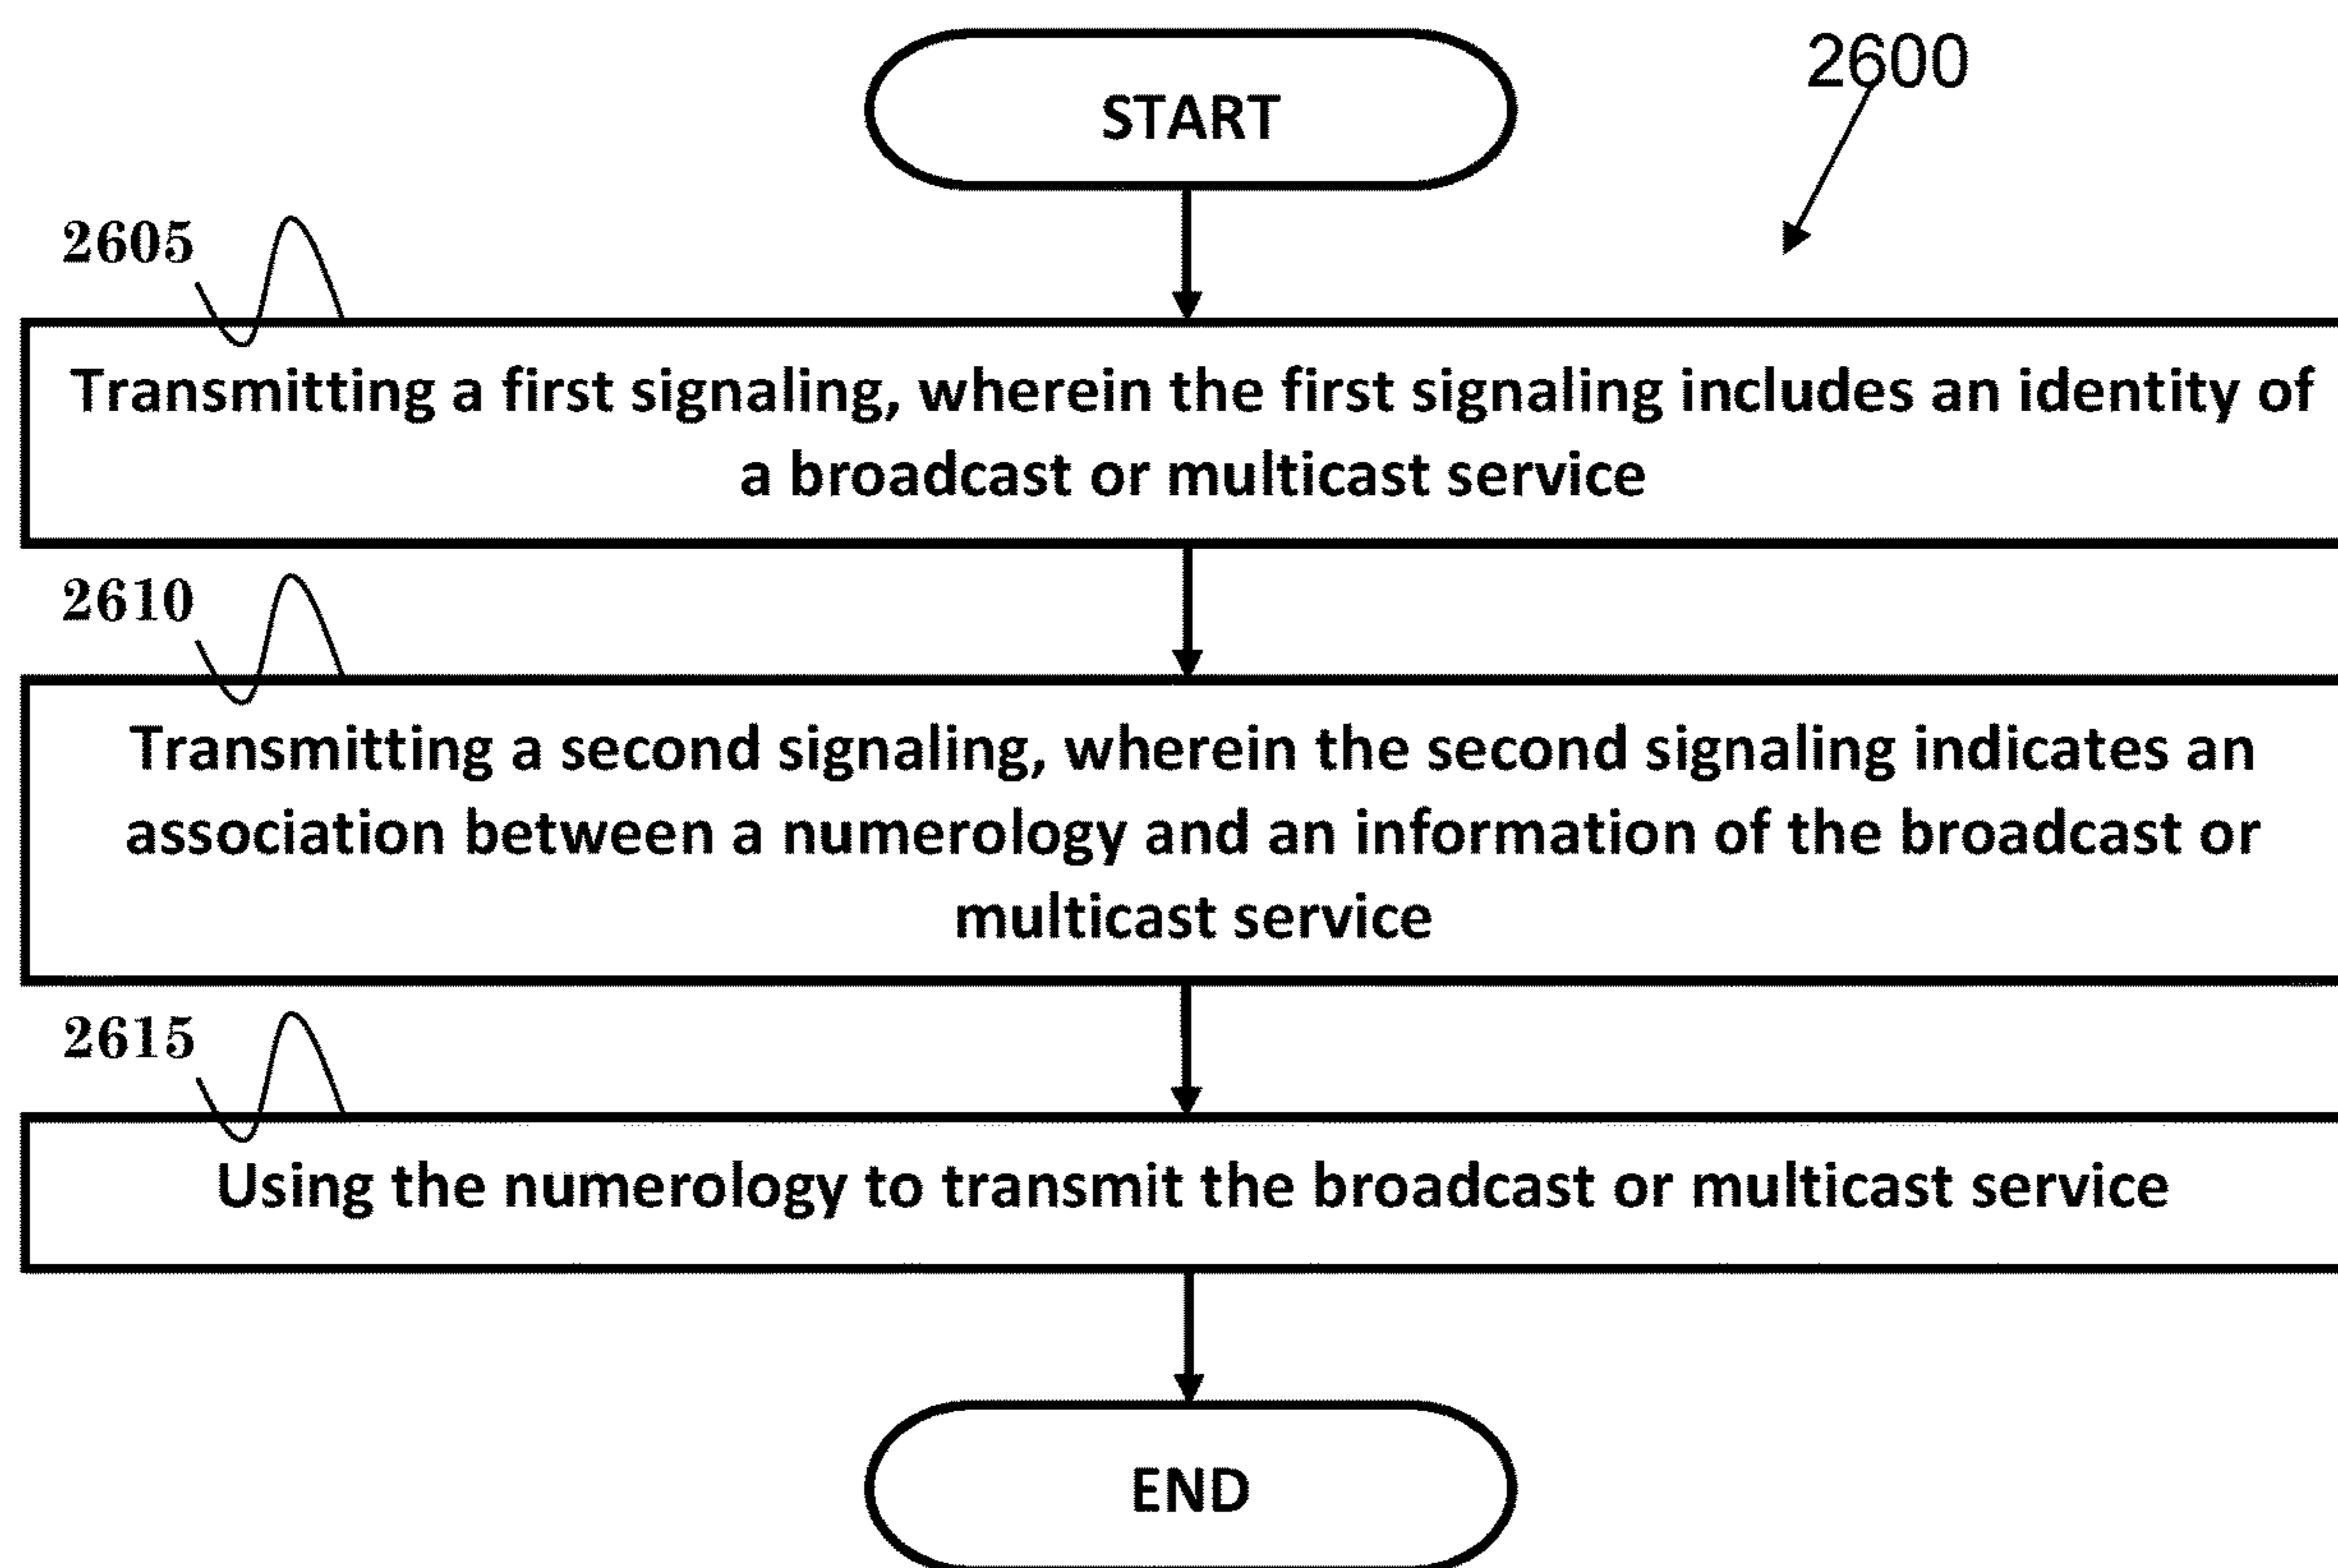 START
2600
2605
Transmitting a first signaling, wherein the first signaling includes an identity of
a broadcast or multicast service
2610
Transmitting a second signaling, wherein the second signaling indicates an
association between a numerology and an information of the broadcast or
multicast service
2615
Using the numerology to transmit the broadcast or multicast service
END